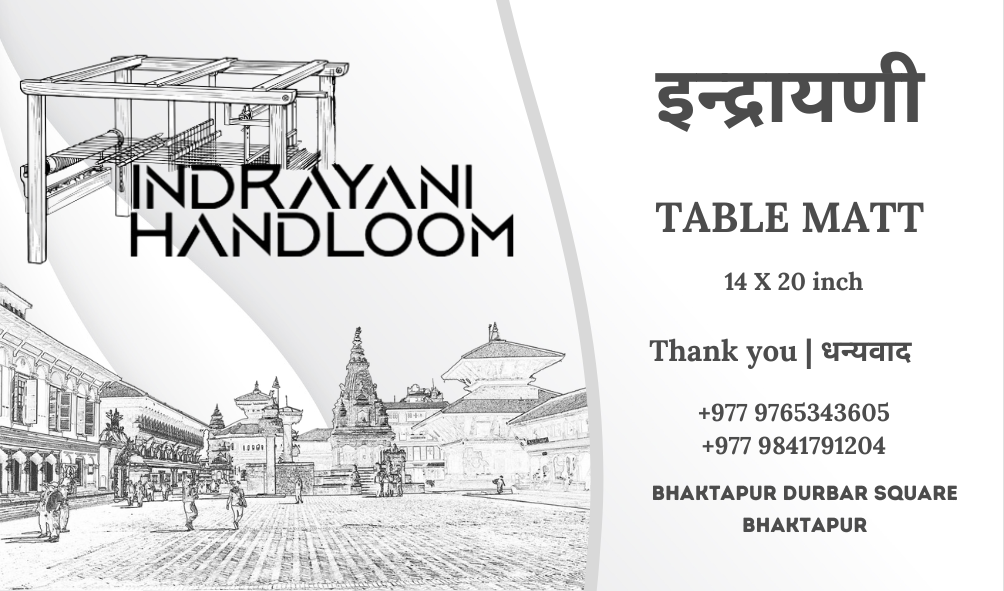 INDRAYANI
HANDLOOM
इन्द्रायणी
TABLE MATT
14 X 20 inch
Thank you | धन्यवाद
+977 9765343605
+977 9841791204
BHAKTAPUR DURBAR SQUARE
BHAKTAPUR